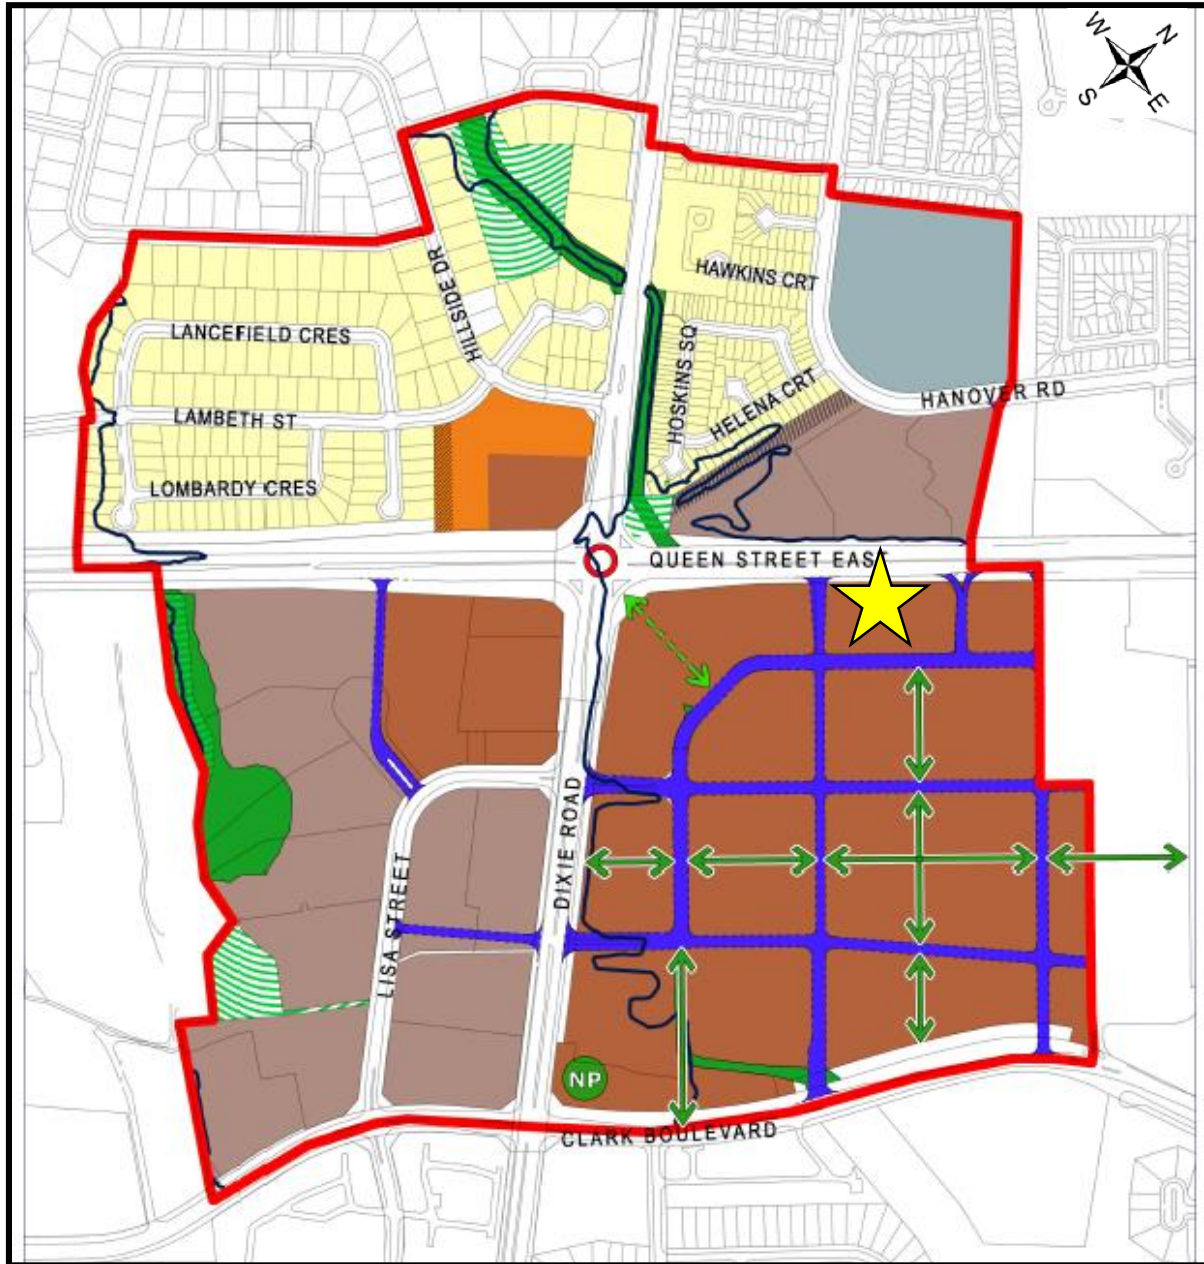 W
N
S
E
HAWKINS CRT
HILLSIDE DR
LANCEFIELD CRES
HOSKINS SQ
HELENA CRT
HANOVER RD
LAMBETH ST
LOMBARDY CRES
QUEEN STREET EAST
DIXIE ROAD
LISA STREET
NP
CLARK BOULEVARD